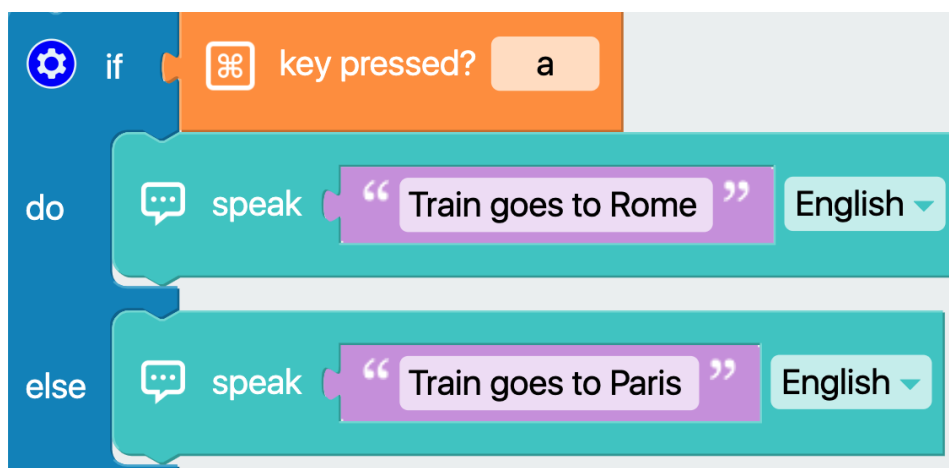 if key pressed? a
do speak “ Train goes to Rome ” English
else speak “ Train goes to Paris ” English